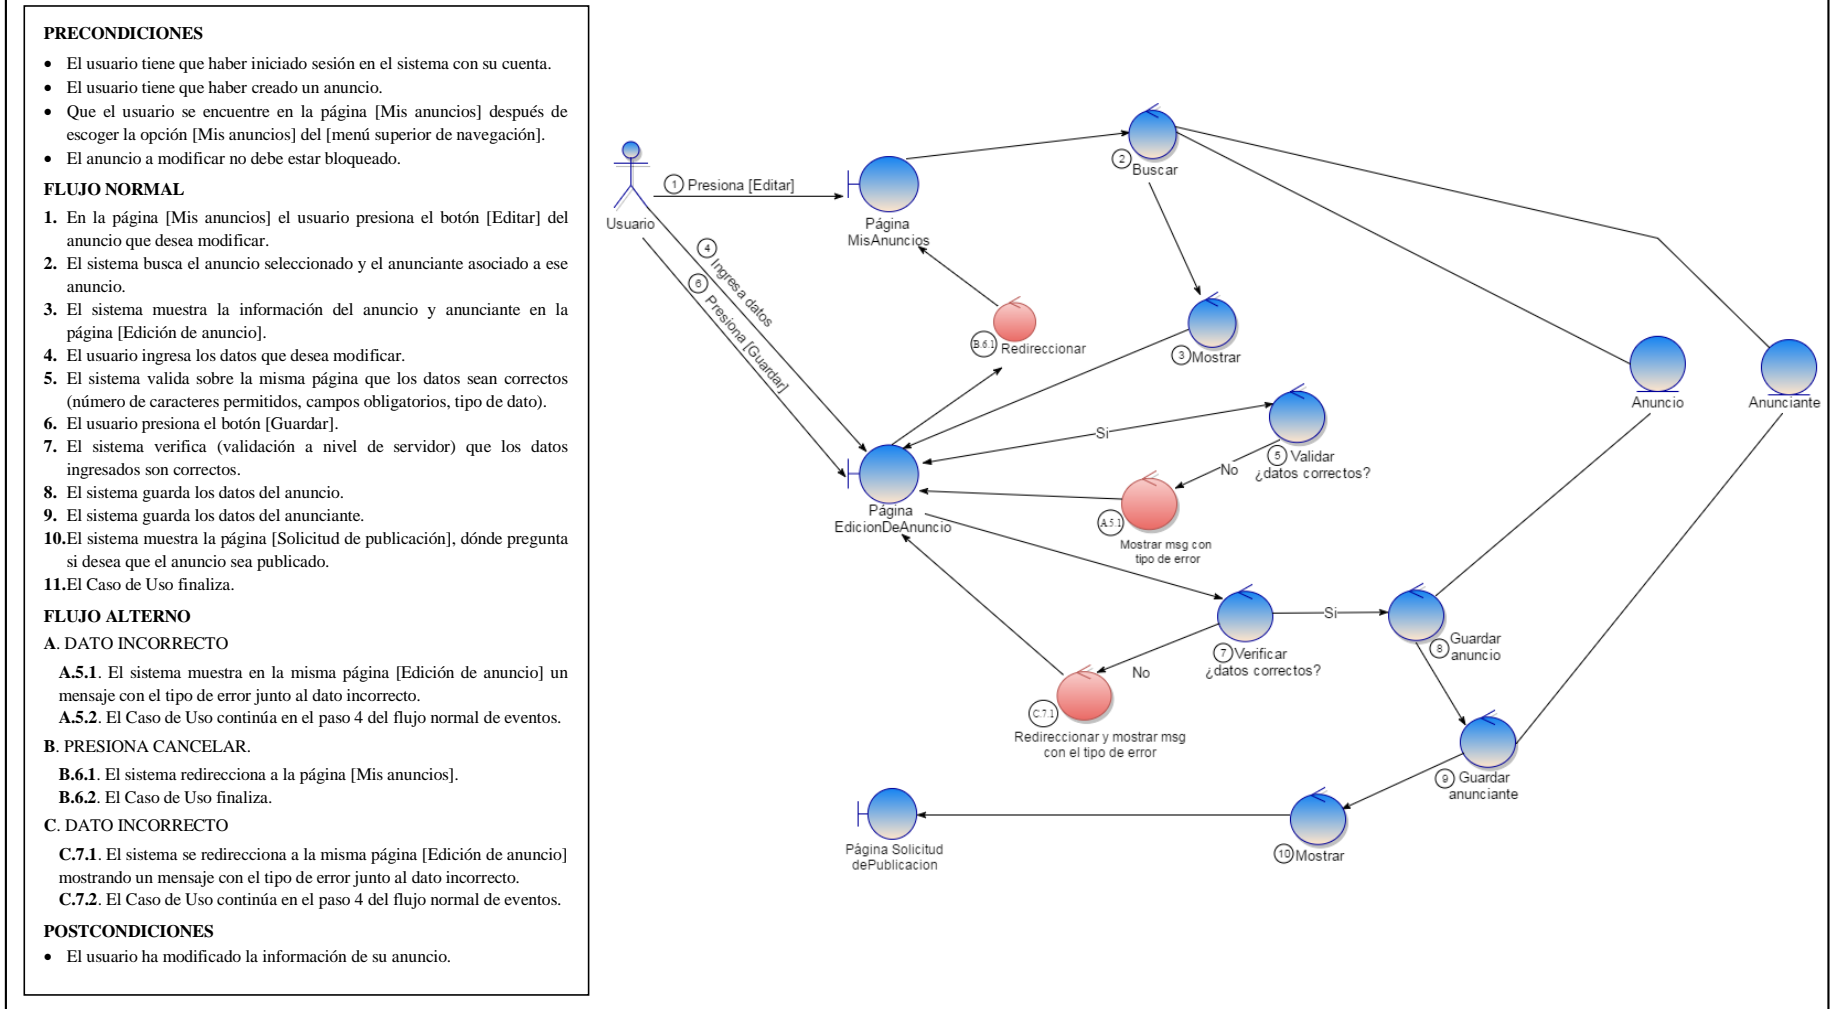 PRECONDICIONES
• El usuario tiene que haber iniciado sesión en el sistema con su cuenta.
• El usuario tiene que haber creado un anuncio.
• Que el usuario se encuentre en la página [Mis anuncios] después de
escoger la opción [Mis anuncios] del [menú superior de navegación].
• El anuncio a modificar no debe estar bloqueado.
FLUJO NORMAL
1. En la página [Mis anuncios] el usuario presiona el botón [Editar] del
anuncio que desea modificar.
2. El sistema busca el anuncio seleccionado y el anunciante asociado a ese
anuncio.
3. El sistema muestra la información del anuncio y anunciante en la
página [Edición de anuncio].
4. El usuario ingresa los datos que desea modificar.
5. El sistema valida sobre la misma página que los datos sean correctos
(número de caracteres permitidos, campos obligatorios, tipo de dato).
6. El usuario presiona el botón [Guardar].
7. El sistema verifica (validación a nivel de servidor) que los datos
ingresados son correctos.
8. El sistema guarda los datos del anuncio.
9. El sistema guarda los datos del anunciante.
10.El sistema muestra la página [Solicitud de publicación], dónde pregunta
si desea que el anuncio sea publicado.
11.El Caso de Uso finaliza.
FLUJO ALTERNO
A. DATO INCORRECTO
A.5.1. El sistema muestra en la misma página [Edición de anuncio] un
mensaje con el tipo de error junto al dato incorrecto.
A.5.2. El Caso de Uso continúa en el paso 4 del flujo normal de eventos.
B. PRESIONA CANCELAR.
B.6.1. El sistema redirecciona a la página [Mis anuncios].
B.6.2. El Caso de Uso finaliza.
C. DATO INCORRECTO
C.7.1. El sistema se redirecciona a la misma página [Edición de anuncio]
mostrando un mensaje con el tipo de error junto al dato incorrecto.
C.7.2. El Caso de Uso continúa en el paso 4 del flujo normal de eventos.
POSTCONDICIONES
• El usuario ha modificado la información de su anuncio.
Usuario
1 Presiona [Editar]
Página
MisAnuncios
2 Buscar
4 Ingresa datos
6 Presiona [Guardar]
B.6.1 Redireccionar
3 Mostrar
Anuncio
Anunciante
Si
5 Validar
¿datos correctos?
No
Página
EdicionDeAnuncio
A.5.1
Mostrar msg con
tipo de error
Si
7 Verificar
¿datos correctos?
No
8 Guardar
anuncio
C.7.1
Redireccionar y mostrar msg
con el tipo de error
9 Guardar
anunciante
Página Solicitud
dePublicacion
10 Mostrar